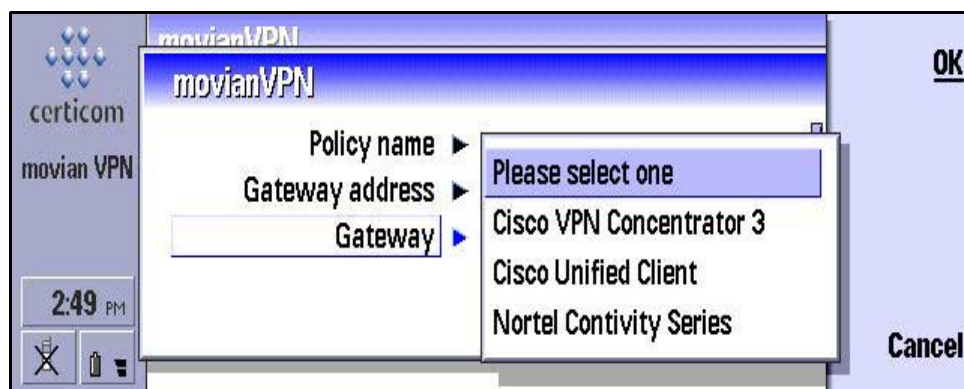 certicom
movian VPN
2:49 PM
movianVPN
movianVPN
Policy name
Gateway address
Gateway
Please select one
Cisco VPN Concentrator 3
Cisco Unified Client
Nortel Contivity Series
OK
Cancel